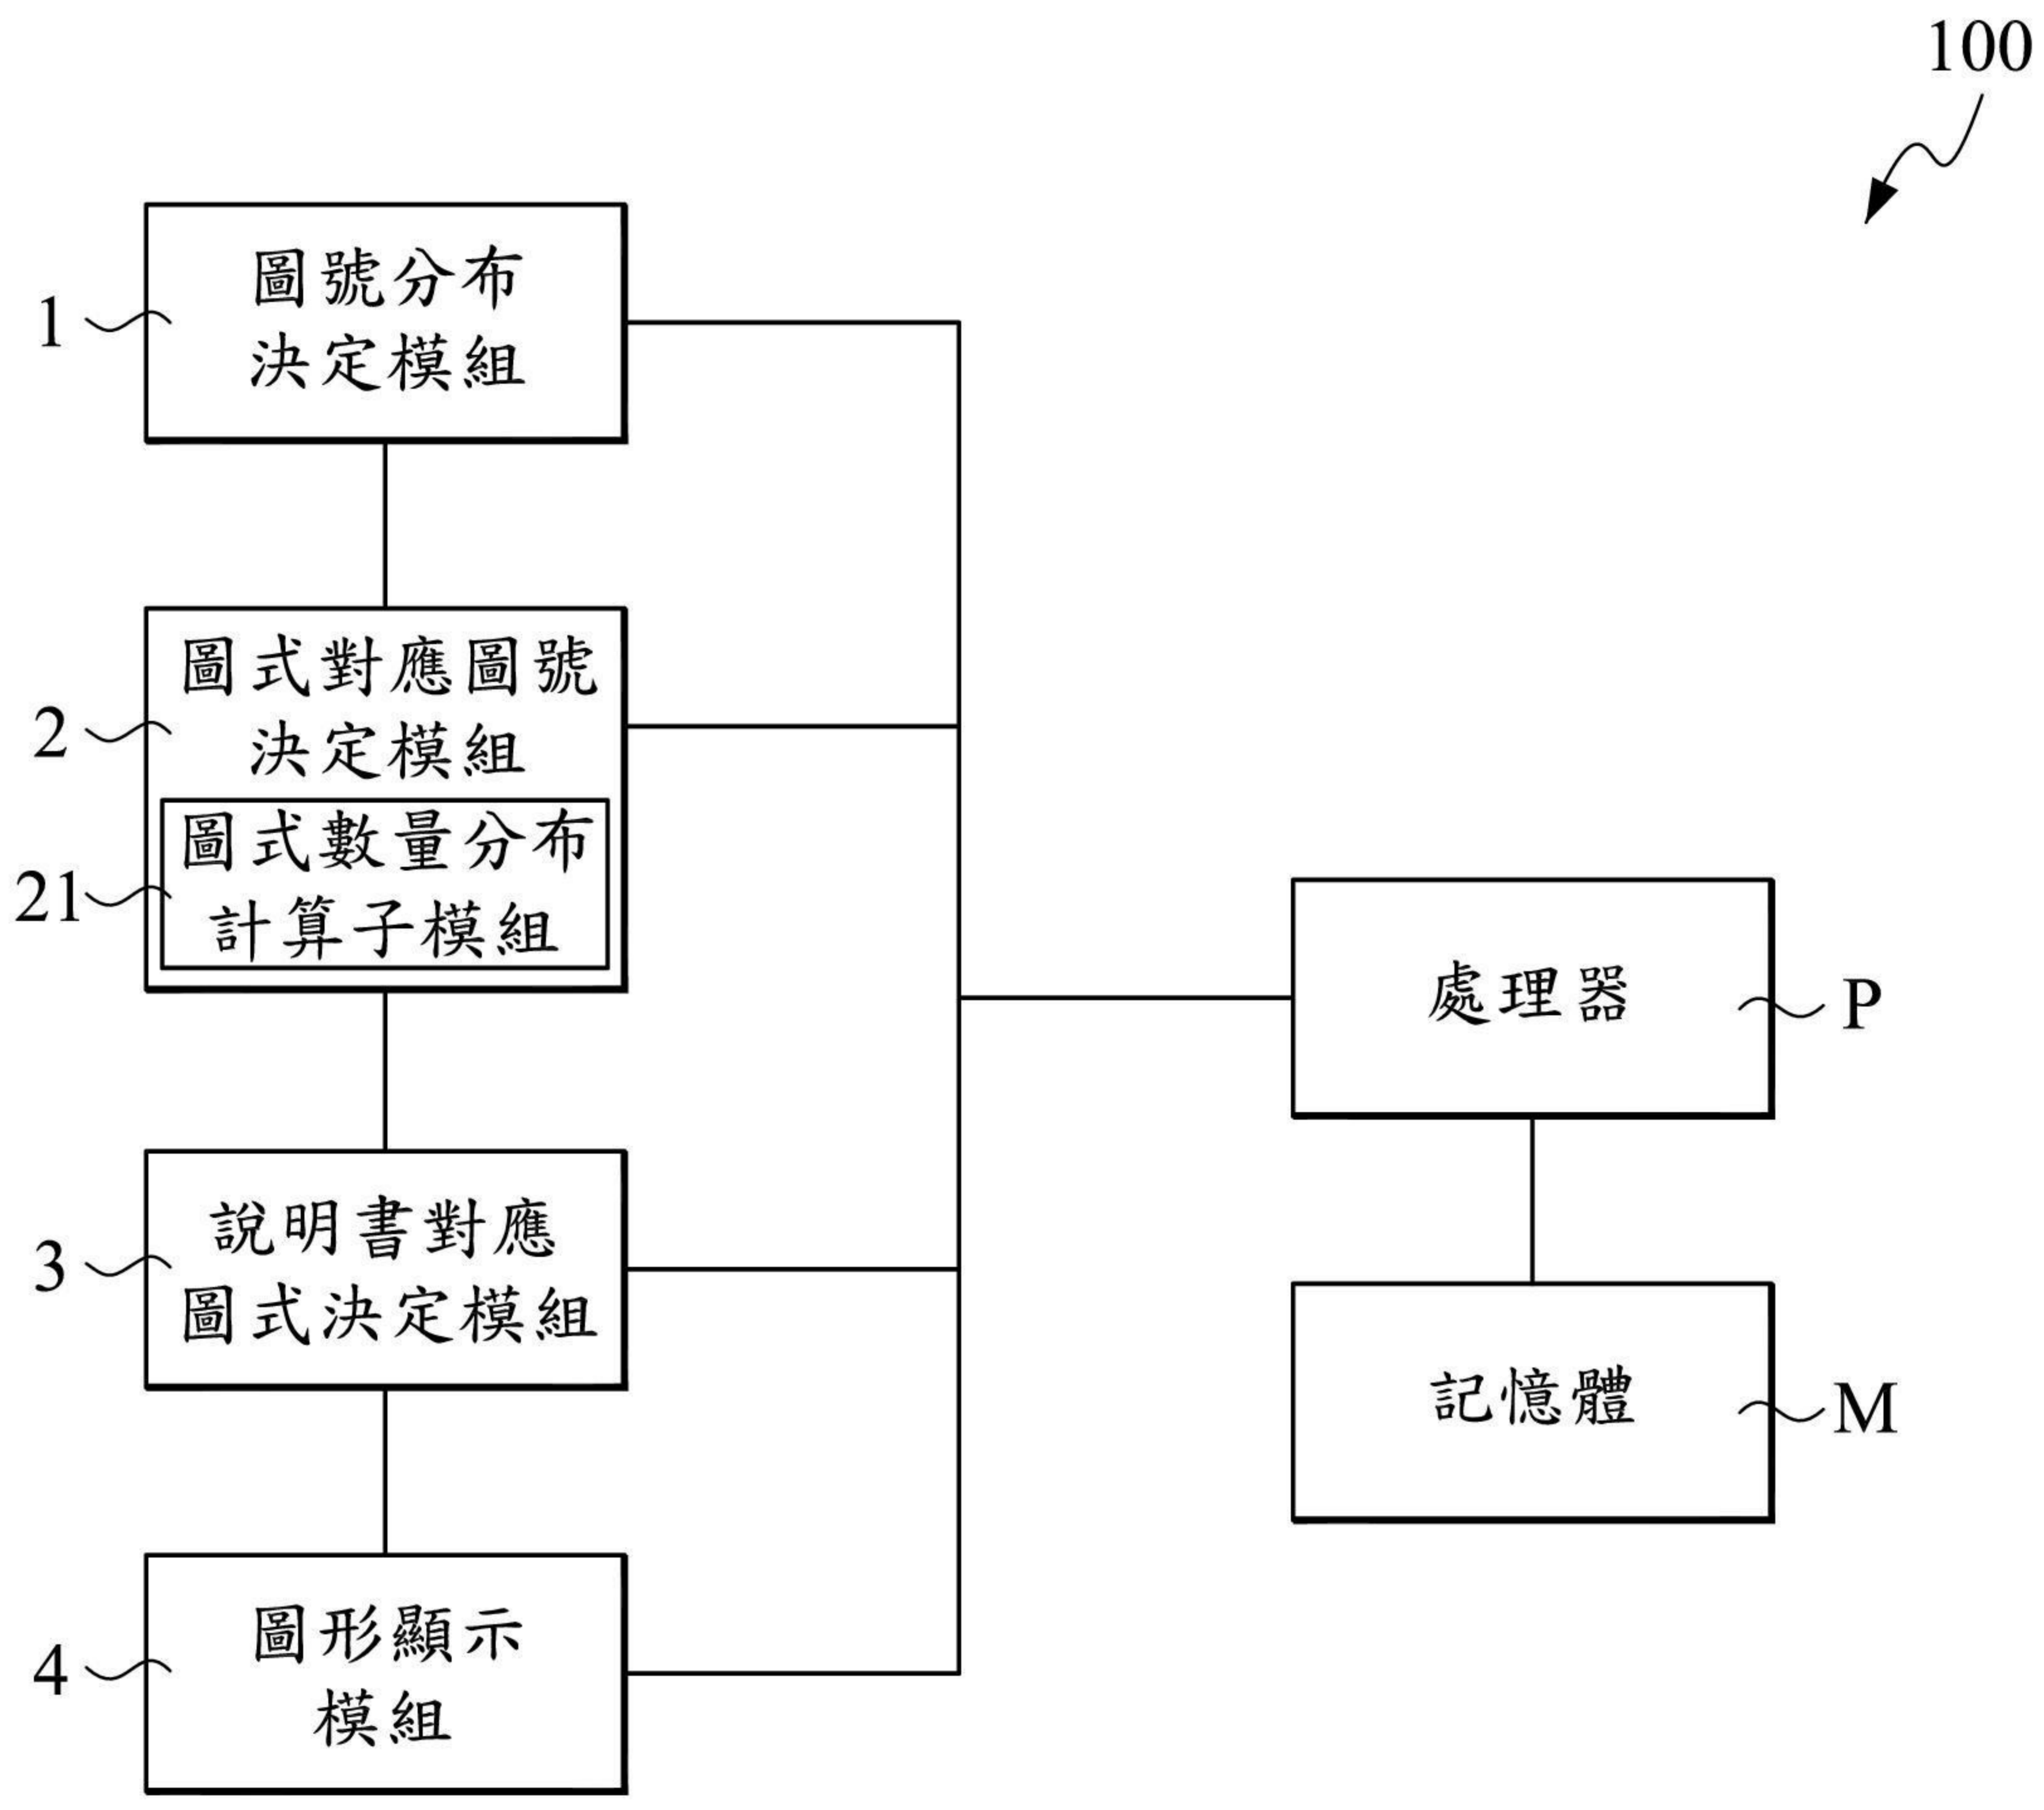 100
1
圖號分布
決定模組
2
圖式對應圖號
決定模組
21
圖式數量分布
計算子模組
處理器
P
3
說明書對應
圖式決定模組
記憶體
M
4
圖形顯示
模組